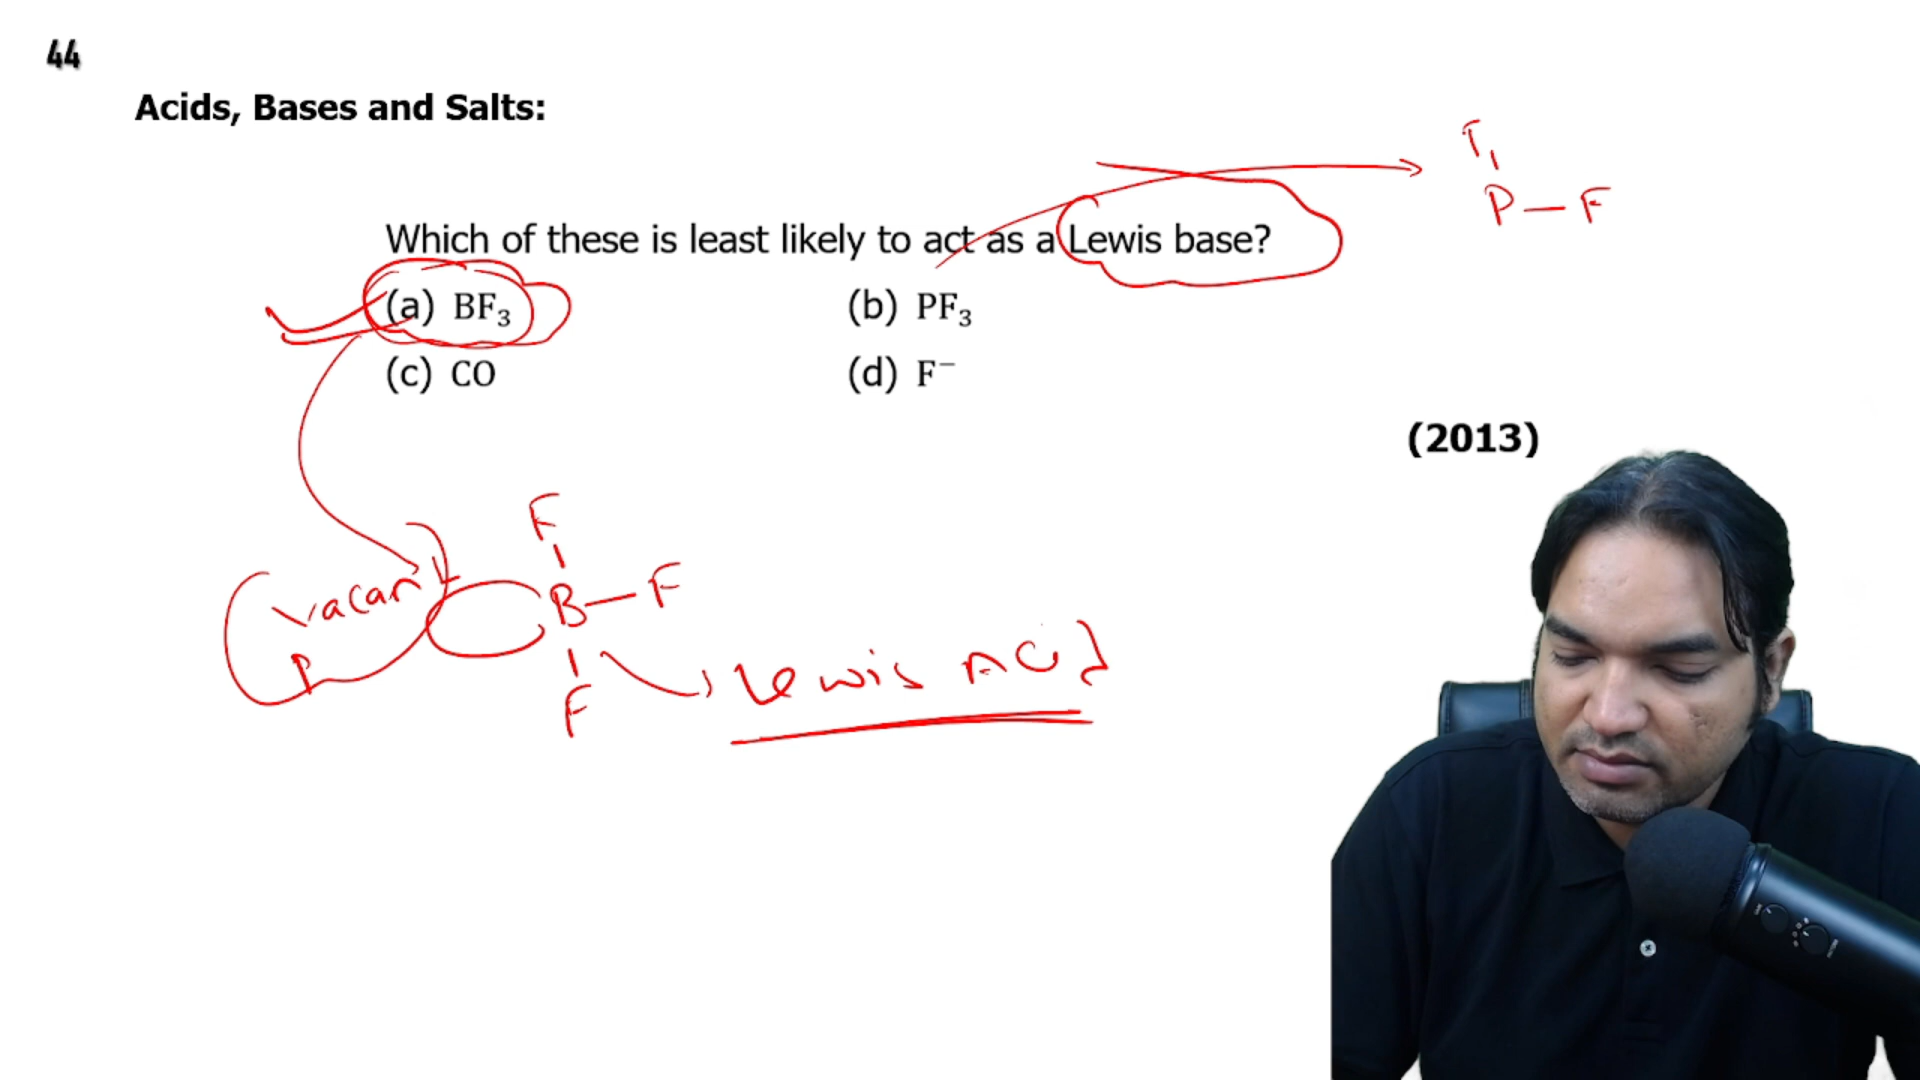 44
Acids, Bases and Salts:
F
P—F
Which of these is least likely to act as a Lewis base?
(a) BF₃ (b) PF₃
(c) CO (d) F⁻
(2013)
F
vacant B—F
P F Lewis Acid